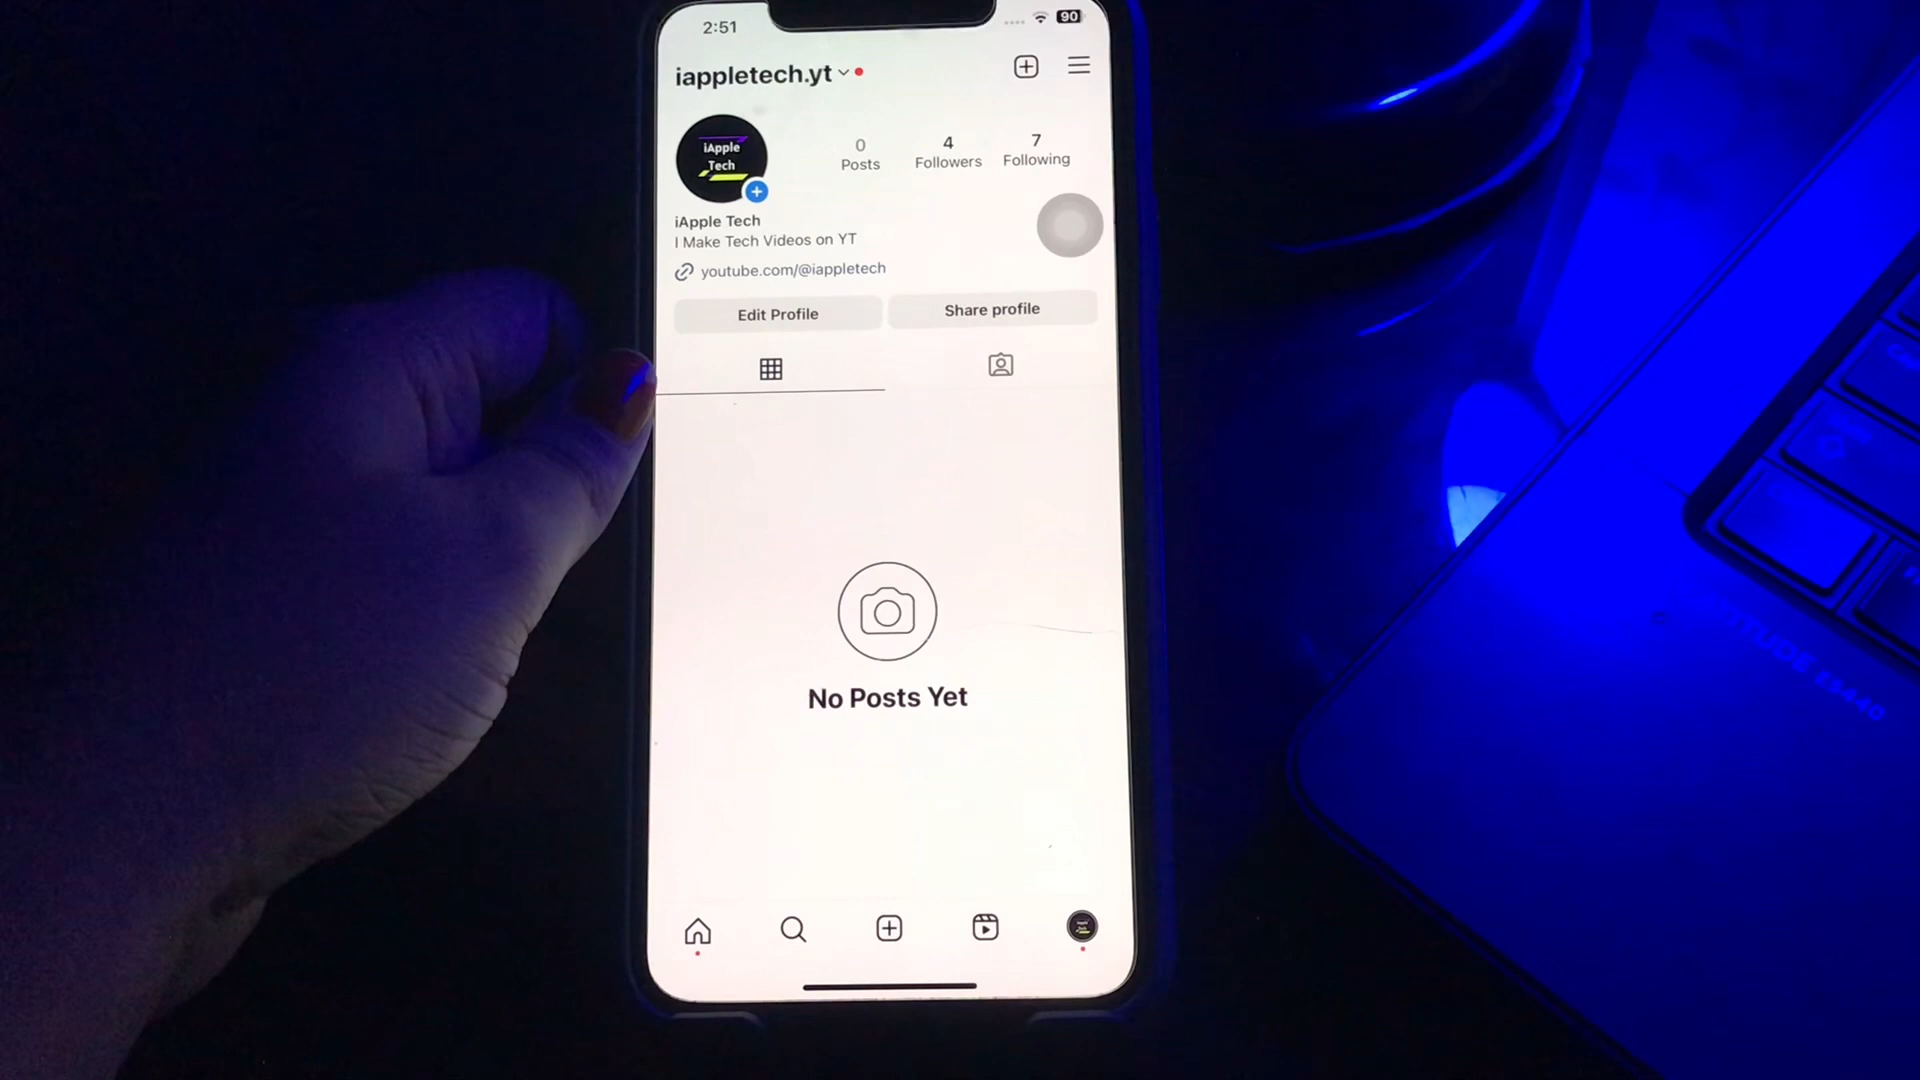 2:51
90
iappletech.yt
iApple
Tech
0
Posts
4
Followers
7
Following
iApple Tech
I Make Tech Videos on YT
youtube.com/@iappletech
Edit Profile
Share profile
No Posts Yet